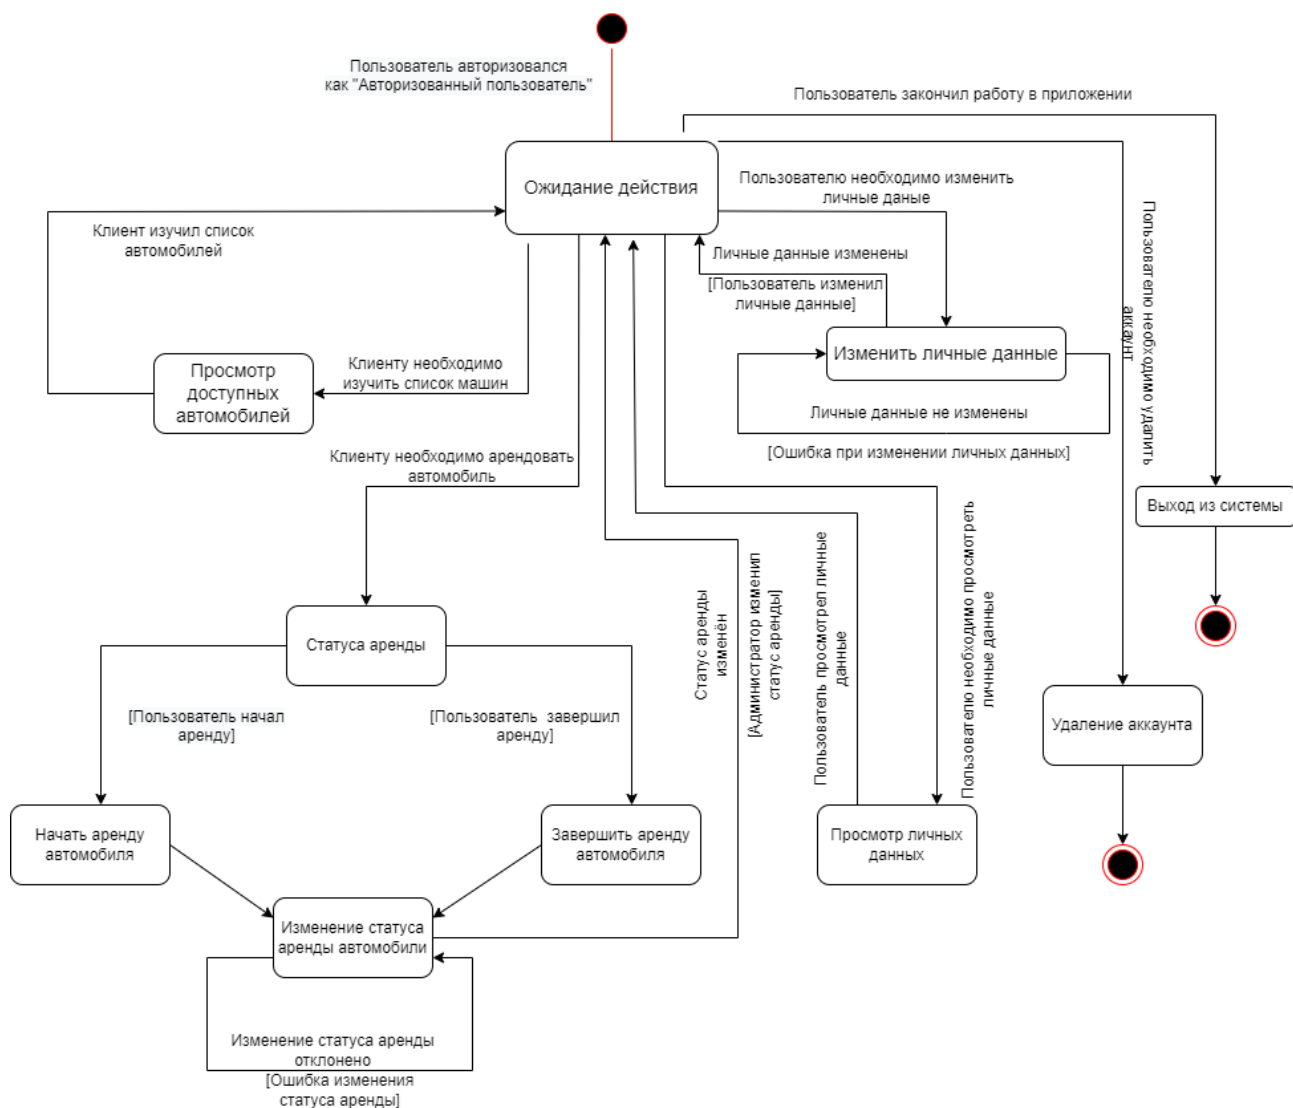 Пользователь авторизовался
как "Авторизованный пользователь"
Пользователь закончил работу в приложении
Ожидание действия
Пользователю необходимо изменить
личные даные
Клиент изучил список
автомобилей
Личные данные изменены
[Пользователь изменил
личные данные]
Пользователю необходимо удалить
аккаунт
Изменить личные данные
Клиенту необходимо
изучить список машин
Просмотр
доступных
автомобилей
Личные данные не изменены
[Ошибка при изменении личных данных]
Клиенту необходимо арендовать
автомобиль
Выход из системы
Статуса аренды
Статус аренды
изменён
[Администратор изменил
статус аренды]
Пользователь просмотрел личные
данные
Пользователю необходимо просмотреть
личные данные
[Пользователь начал
аренду]
[Пользователь завершил
аренду]
Удаление аккаунта
Начать аренду
автомобиля
Завершить аренду
автомобиля
Просмотр личных
данных
Изменение статуса
аренды автомобили
Изменение статуса аренды
отклонено
[Ошибка изменения
статуса аренды]